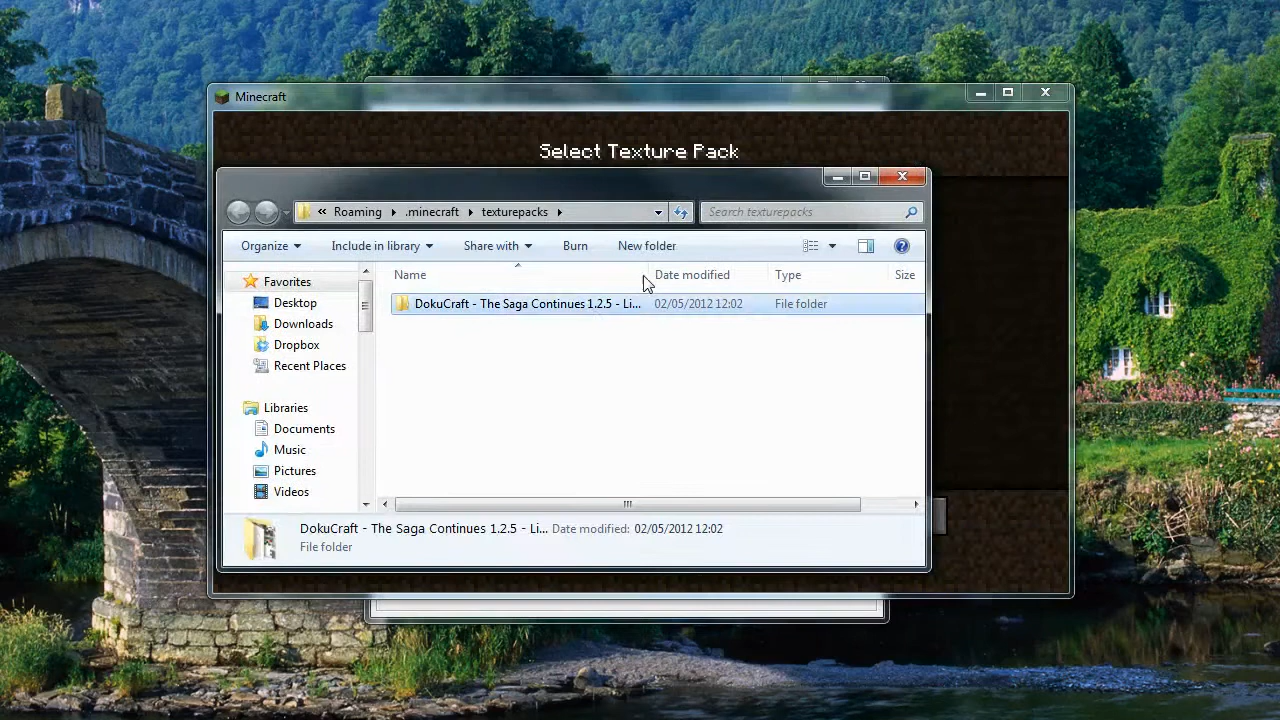 Minecraft
Select Texture Pack
« Roaming .minecraft texturepacks
Search texturepacks
Organize Include in library Share with Burn New folder
Name Date modified Type Size
Favorites
DokuCraft - The Saga Continues 1.2.5 - Li... 02/05/2012 12:02 File folder
Desktop
Downloads
Dropbox
Recent Places
Libraries
Documents
Music
Pictures
Videos
DokuCraft - The Saga Continues 1.2.5 - Li... Date modified: 02/05/2012 12:02
File folder